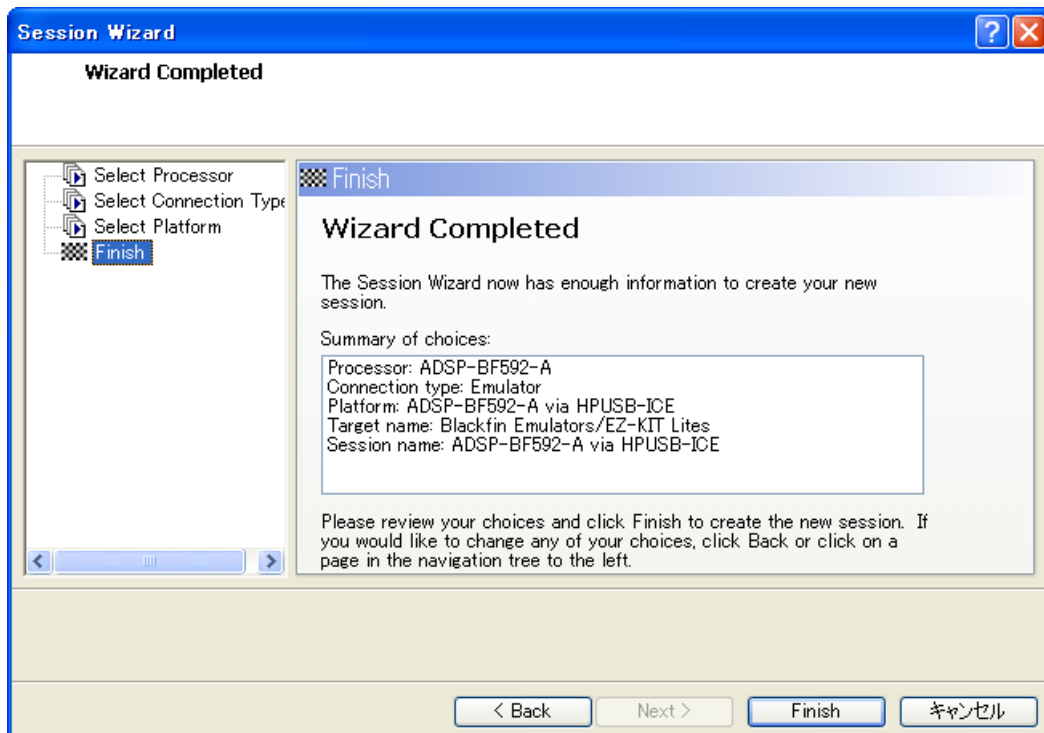 Session Wizard
Wizard Completed
Select Processor
Select Connection Type
Select Platform
Finish
Finish
Wizard Completed
The Session Wizard now has enough information to create your new
session.
Summary of choices:
Processor: ADSP-BF592-A
Connection type: Emulator
Platform: ADSP-BF592-A via HPUSB-ICE
Target name: Blackfin Emulators/EZ-KIT Lites
Session name: ADSP-BF592-A via HPUSB-ICE
Please review your choices and click Finish to create the new session. If
you would like to change any of your choices, click Back or click on a
page in the navigation tree to the left.
< Back
Next >
Finish
キャンセル